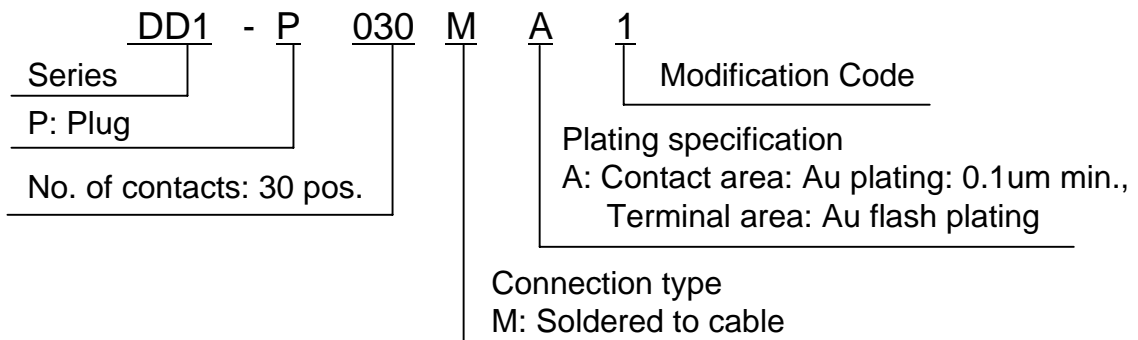 DD1 - P 030 M A 1
Series
Modification Code
P: Plug
Plating specification
A: Contact area: Au plating: 0.1um min.,
Terminal area: Au flash plating
No. of contacts: 30 pos.
Connection type
M: Soldered to cable